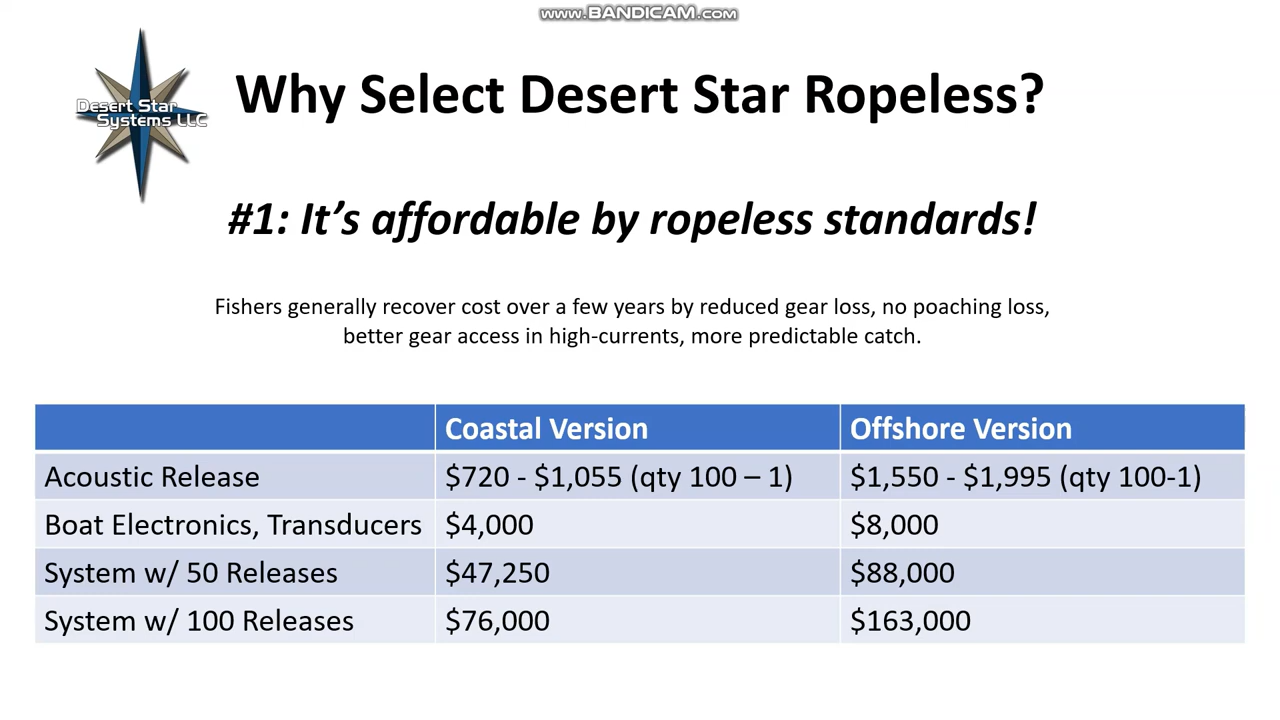 www.BANDICAM.com
Desert Star
Systems LLC
Why Select Desert Star Ropeless?
#1: It’s affordable by ropeless standards!
Fishers generally recover cost over a few years by reduced gear loss, no poaching loss,
better gear access in high-currents, more predictable catch.
Coastal Version Offshore Version
Acoustic Release $720 - $1,055 (qty 100 – 1) $1,550 - $1,995 (qty 100-1)
Boat Electronics, Transducers $4,000 $8,000
System w/ 50 Releases $47,250 $88,000
System w/ 100 Releases $76,000 $163,000